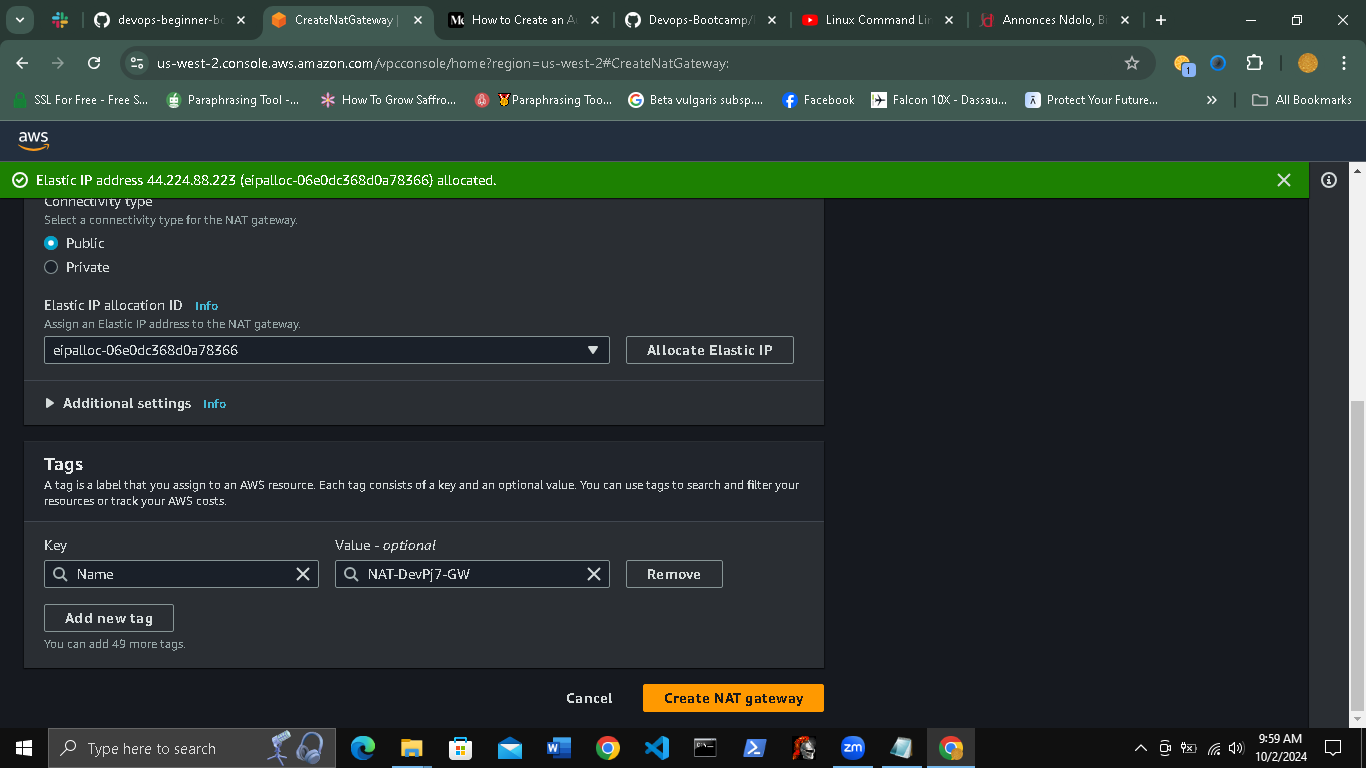 devops-beginner-bo
CreateNatGateway |
How to Create an Au
Devops-Bootcamp/
Linux Command Lin
Annonces Ndolo, Bi
us-west-2.console.aws.amazon.com/vpcconsole/home?region=us-west-2#CreateNatGateway:
1
SSL For Free - Free S...
Paraphrasing Tool -...
How To Grow Saffro...
Paraphrasing Too...
Beta vulgaris subsp....
Facebook
Falcon 10X - Dassau...
Protect Your Future...
All Bookmarks
aws
Elastic IP address 44.224.88.223 (eipalloc-06e0dc368d0a78366) allocated.
Connectivity type
Select a connectivity type for the NAT gateway.
Public
Private
Elastic IP allocation ID Info
Assign an Elastic IP address to the NAT gateway.
eipalloc-06e0dc368d0a78366
Allocate Elastic IP
Additional settings Info
Tags
A tag is a label that you assign to an AWS resource. Each tag consists of a key and an optional value. You can use tags to search and filter your
resources or track your AWS costs.
Key
Value - optional
Name
NAT-DevPj7-GW
Remove
Add new tag
You can add 49 more tags.
Cancel
Create NAT gateway
Type here to search
zm
9:59 AM
10/2/2024